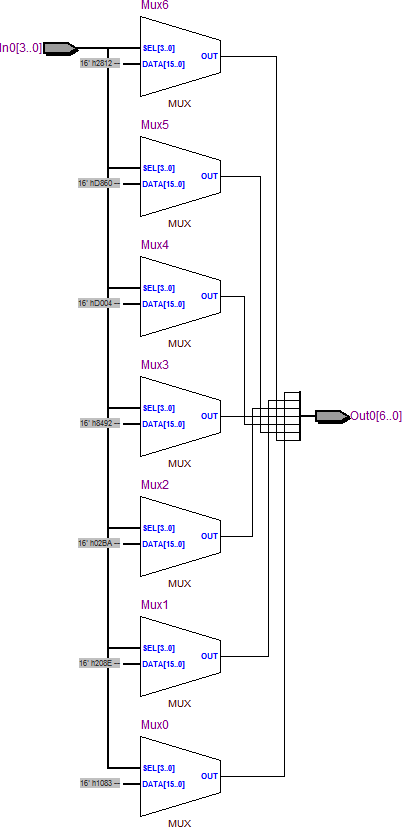 Mux6
In0[3..0]
SEL[3..0]
OUT
16' h2812 --
DATA[15..0]
MUX
Mux5
SEL[3..0]
OUT
16' hD860 --
DATA[15..0]
MUX
Mux4
SEL[3..0]
OUT
16' hD004 --
DATA[15..0]
MUX
Mux3
SEL[3..0]
OUT
Out0[6..0]
16' h8492 --
DATA[15..0]
MUX
Mux2
SEL[3..0]
OUT
16' h02BA --
DATA[15..0]
MUX
Mux1
SEL[3..0]
OUT
16' h208E --
DATA[15..0]
MUX
Mux0
SEL[3..0]
OUT
16' h1083 --
DATA[15..0]
MUX